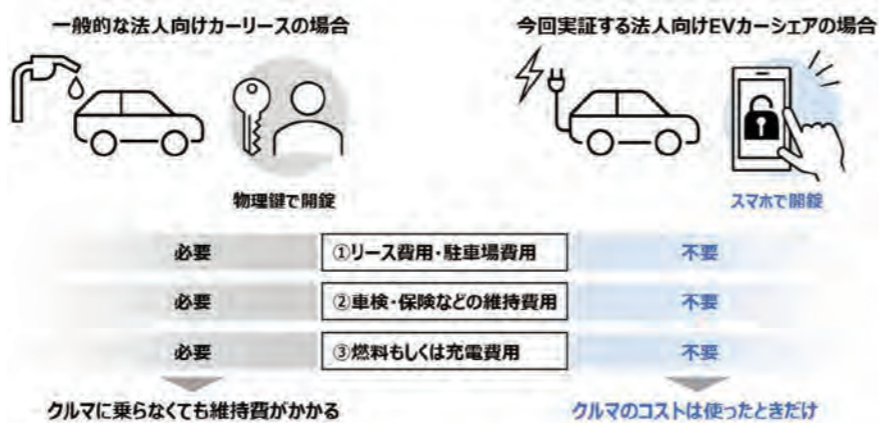 一般的な法人向けカーリースの場合
今回実証する法人向けEVカーシェアの場合
物理鍵で開錠
スマホで開錠
必要 ①リース費用・駐車場費用 不要
必要 ②車検・保険などの維持費用 不要
必要 ③燃料もしくは充電費用 不要
クルマに乗らなくても維持費がかかる
クルマのコストは使ったときだけ